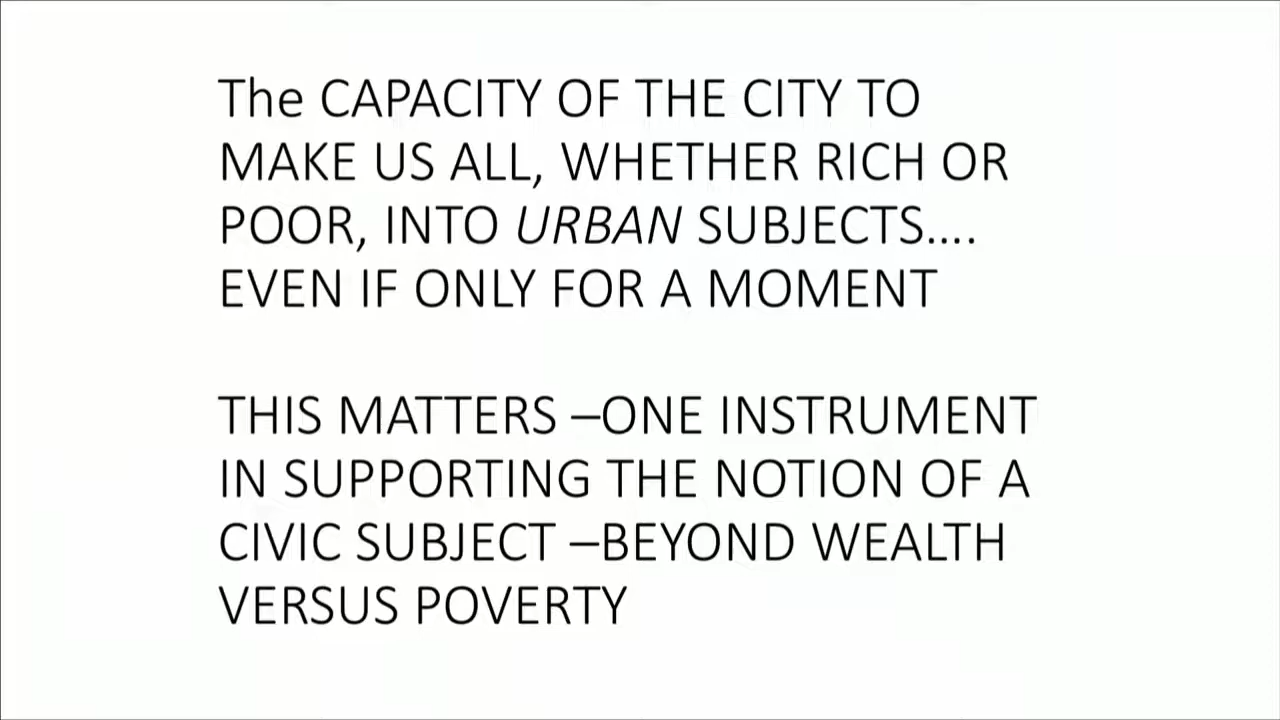 The CAPACITY OF THE CITY TO
MAKE US ALL, WHETHER RICH OR
POOR, INTO URBAN SUBJECTS....
EVEN IF ONLY FOR A MOMENT
THIS MATTERS –ONE INSTRUMENT
IN SUPPORTING THE NOTION OF A
CIVIC SUBJECT –BEYOND WEALTH
VERSUS POVERTY